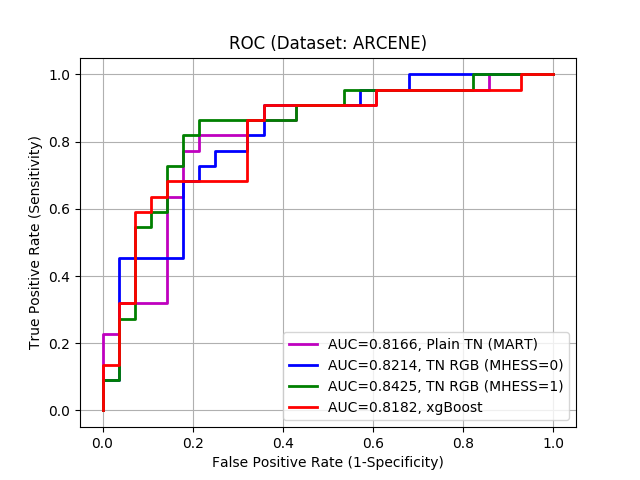 ROC (Dataset: ARCENE)
True Positive Rate (Sensitivity)
1.0
0.8
0.6
0.4
0.2
0.0
AUC=0.8166, Plain TN (MART)
AUC=0.8214, TN RGB (MHESS=0)
AUC=0.8425, TN RGB (MHESS=1)
AUC=0.8182, xgBoost
0.0 0.2 0.4 0.6 0.8 1.0
False Positive Rate (1-Specificity)